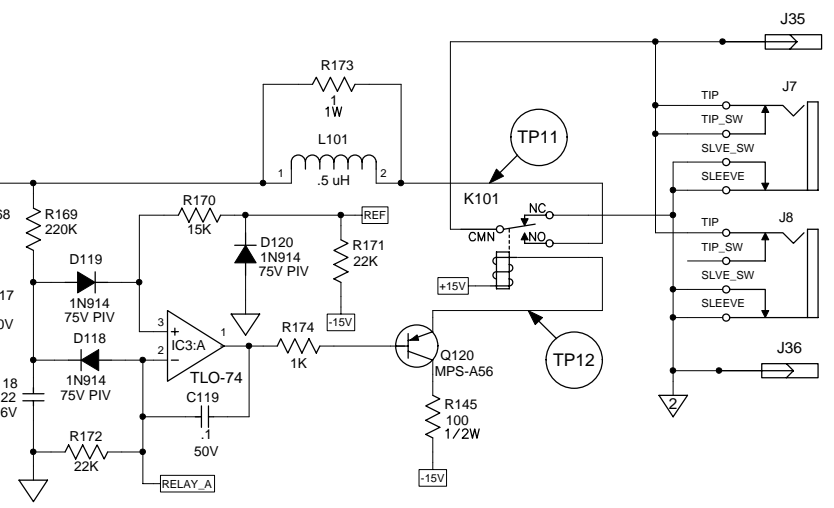 J35
R173
1
1W
L101
1
2
.5 uH
TP11
J7
TIP
TIP_SW
SLVE_SW
SLEEVE
K101
NC
CMN
NO
+15V
J8
TIP
TIP_SW
SLVE_SW
SLEEVE
J36
2
68
R169
220K
R170
15K
REF
D120
1N914
75V PIV
R171
22K
-15V
D119
1N914
75V PIV
17
0V
3
+
IC3:A
1
2
−
TLO-74
D118
1N914
75V PIV
R174
1K
Q120
MPS-A56
TP12
18
22
6V
C119
.1
50V
R145
100
1/2W
-15V
R172
22K
RELAY_A